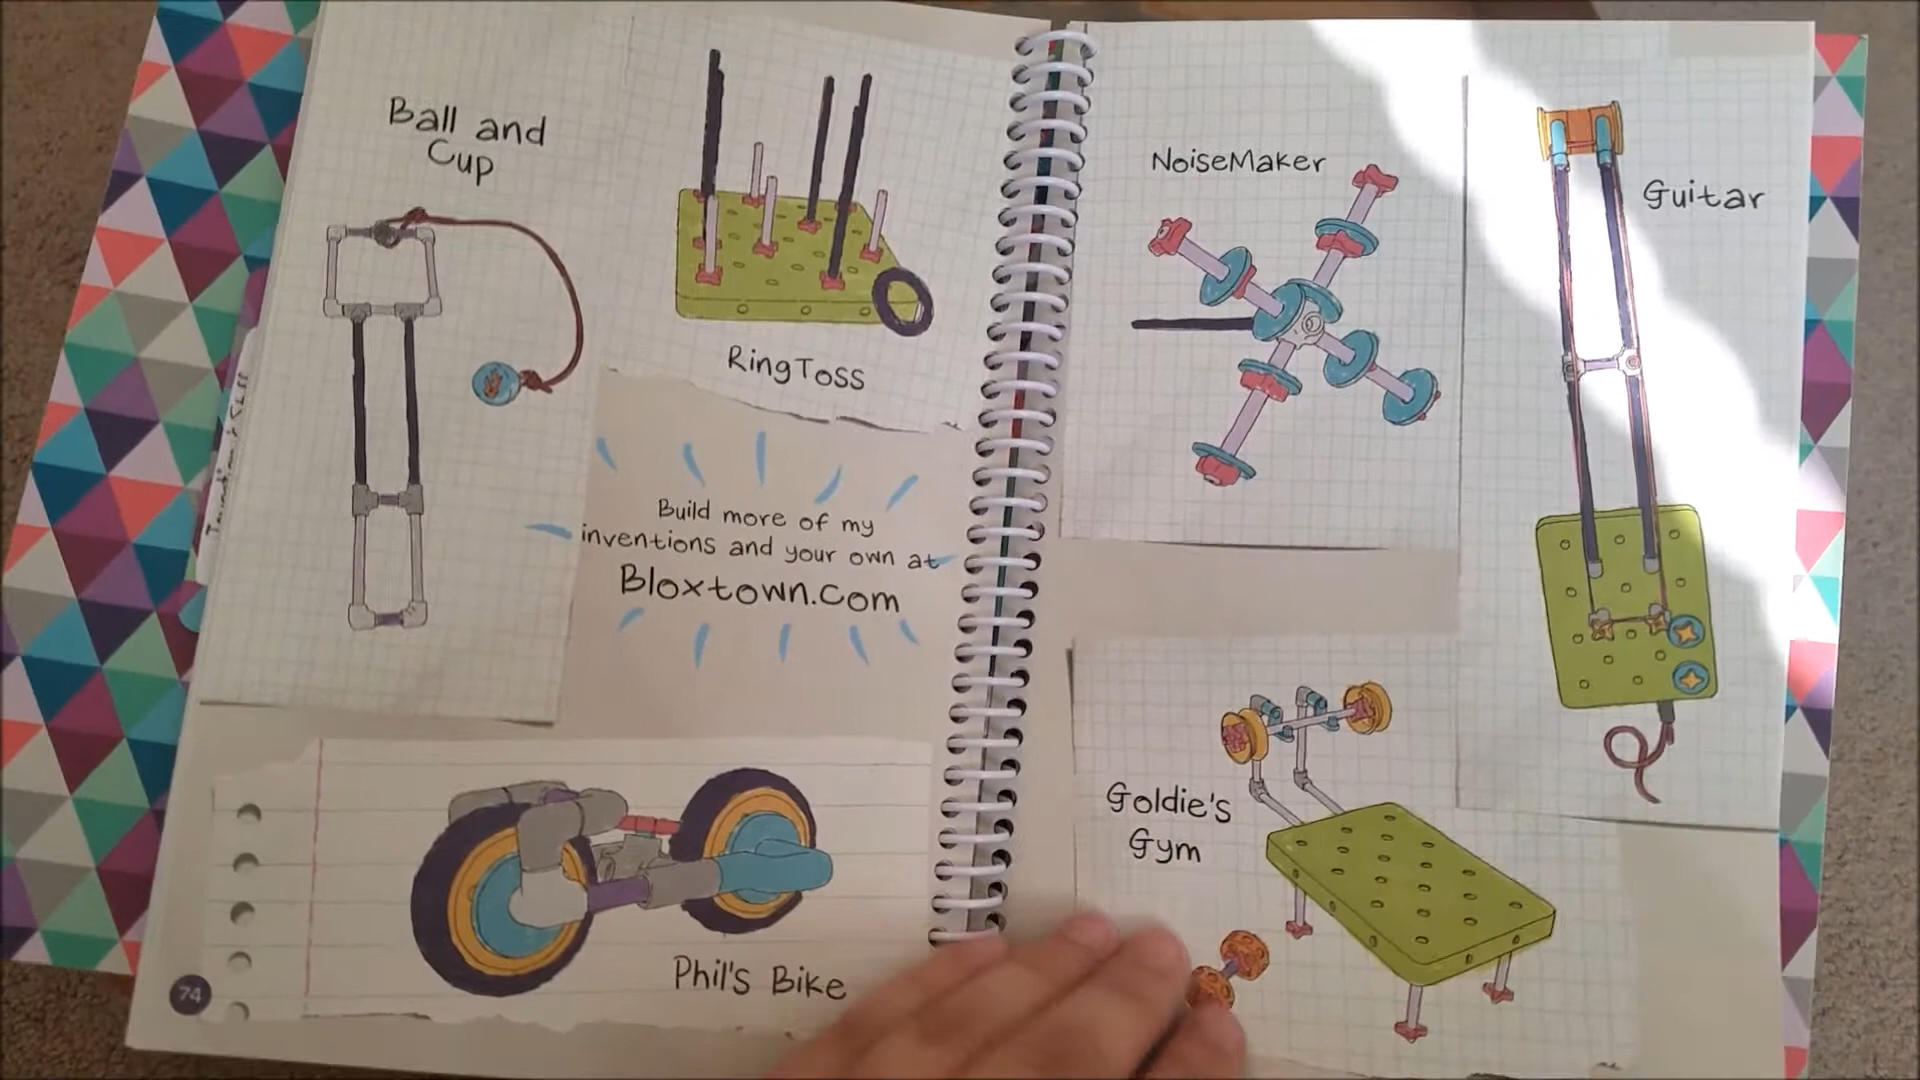 Ball and
Cup
RingToss
Build more of my
inventions and your own at
Bloxtown.com
Phil's Bike
74
NoiseMaker
Guitar
Goldie's
Gym